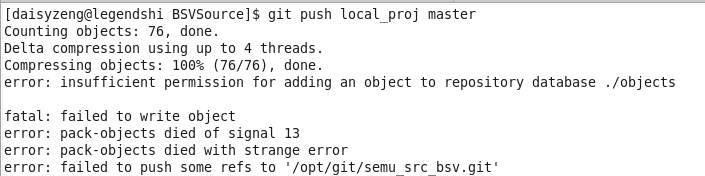 [daisyzeng@legendshi BSVSource]$ git push local_proj master
Counting objects: 76, done.
Delta compression using up to 4 threads.
Compressing objects: 100% (76/76), done.
error: insufficient permission for adding an object to repository database ./objects

fatal: failed to write object
error: pack-objects died of signal 13
error: pack-objects died with strange error
error: failed to push some refs to '/opt/git/semu_src_bsv.git'